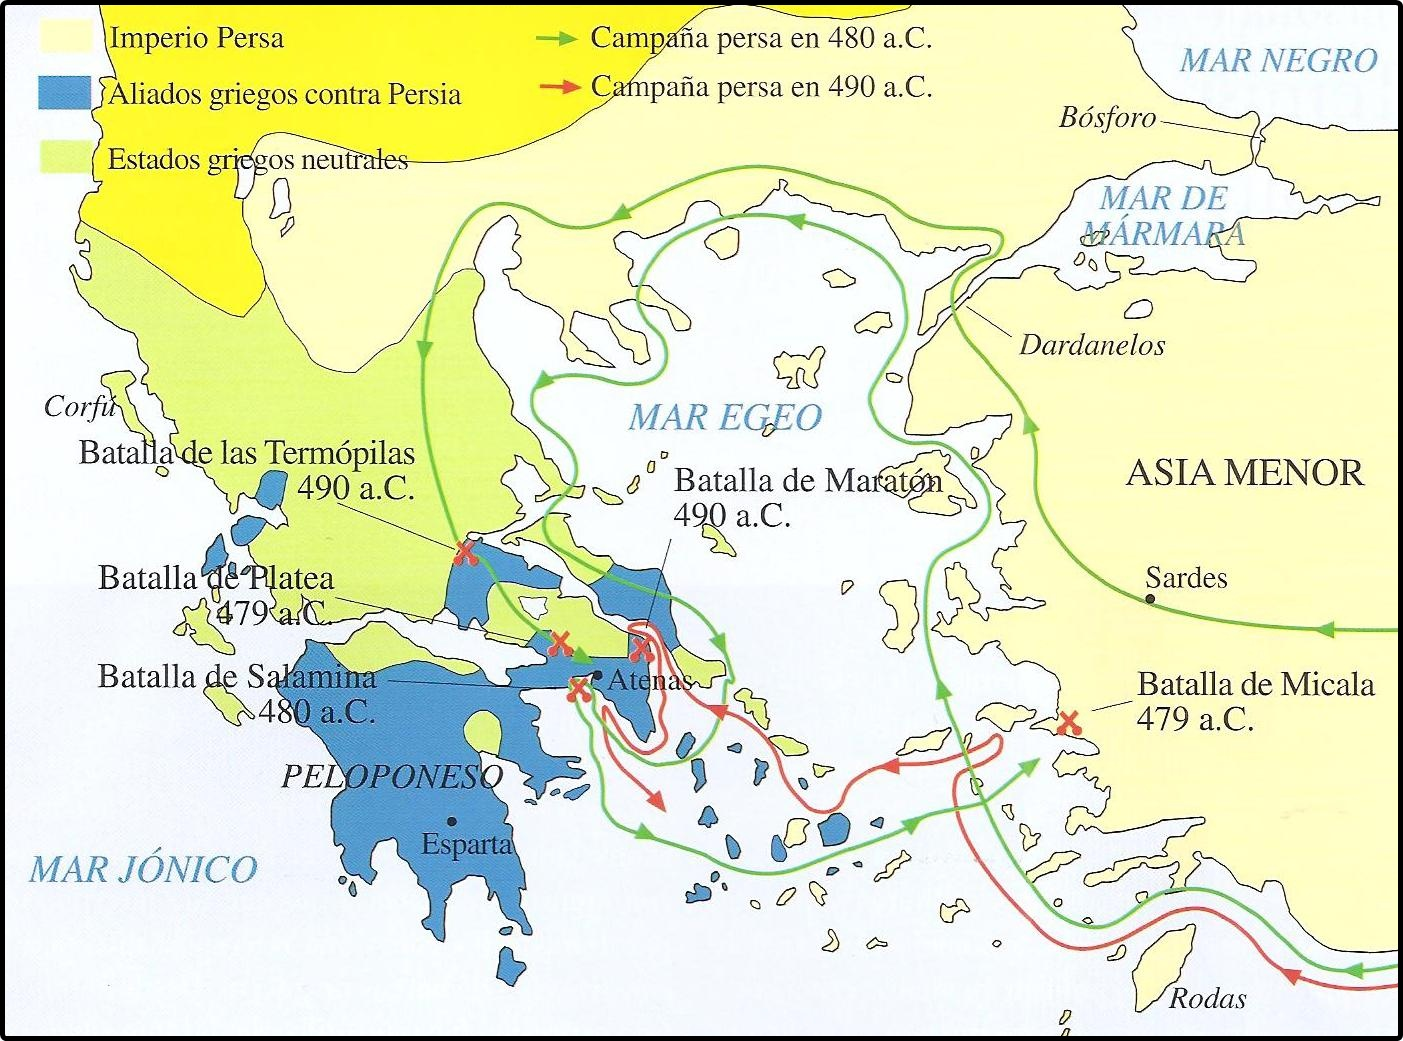 Imperio Persa
Aliados griegos contra Persia
Estados griegos neutrales
Campaña persa en 480 a.C.
Campaña persa en 490 a.C.
MAR NEGRO
Bósforo
MAR DE
MÁRMARA
Dardanelos
Corfú
MAR EGEO
Batalla de las Termópilas
490 a.C.
Batalla de Maratón
490 a.C.
ASIA MENOR
Batalla de Platea
479 a.C.
Sardes
Batalla de Salamina
480 a.C.
Atenas
Batalla de Micala
479 a.C.
PELOPONESO
Esparta
MAR JÓNICO
Rodas